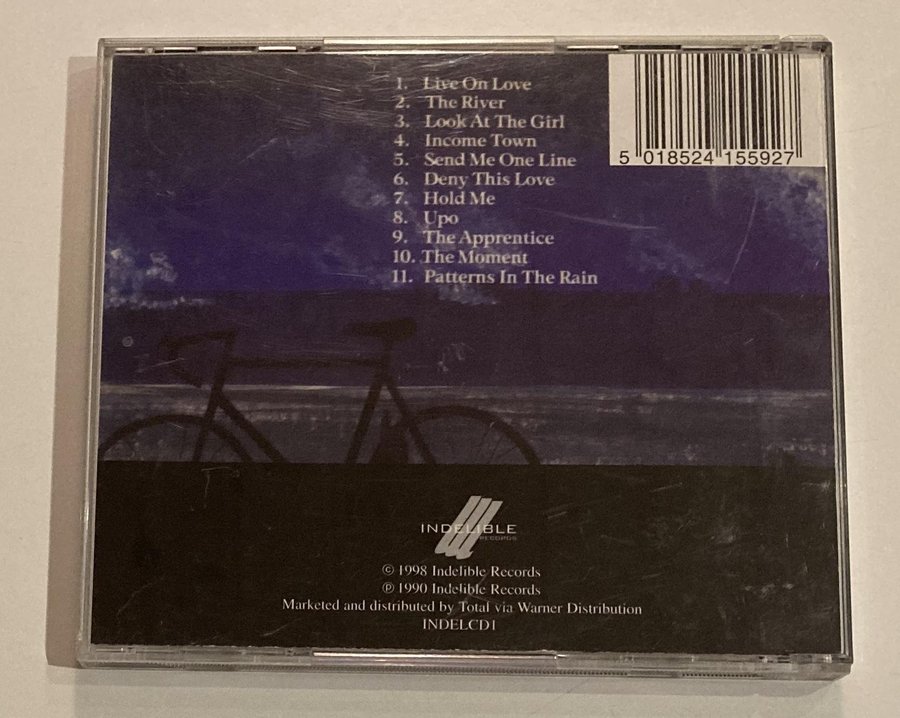 1. Live On Love
2. The River
3. Look At The Girl
4. Income Town
5. Send Me One Line
6. Deny This Love
7. Hold Me
8. Upo
9. The Apprentice
10. The Moment
11. Patterns In The Rain
5 018524 155927
INDELIBLE
RECORDS
© 1998 Indelible Records
℗ 1990 Indelible Records
Marketed and distributed by Total via Warner Distribution
INDELCD1